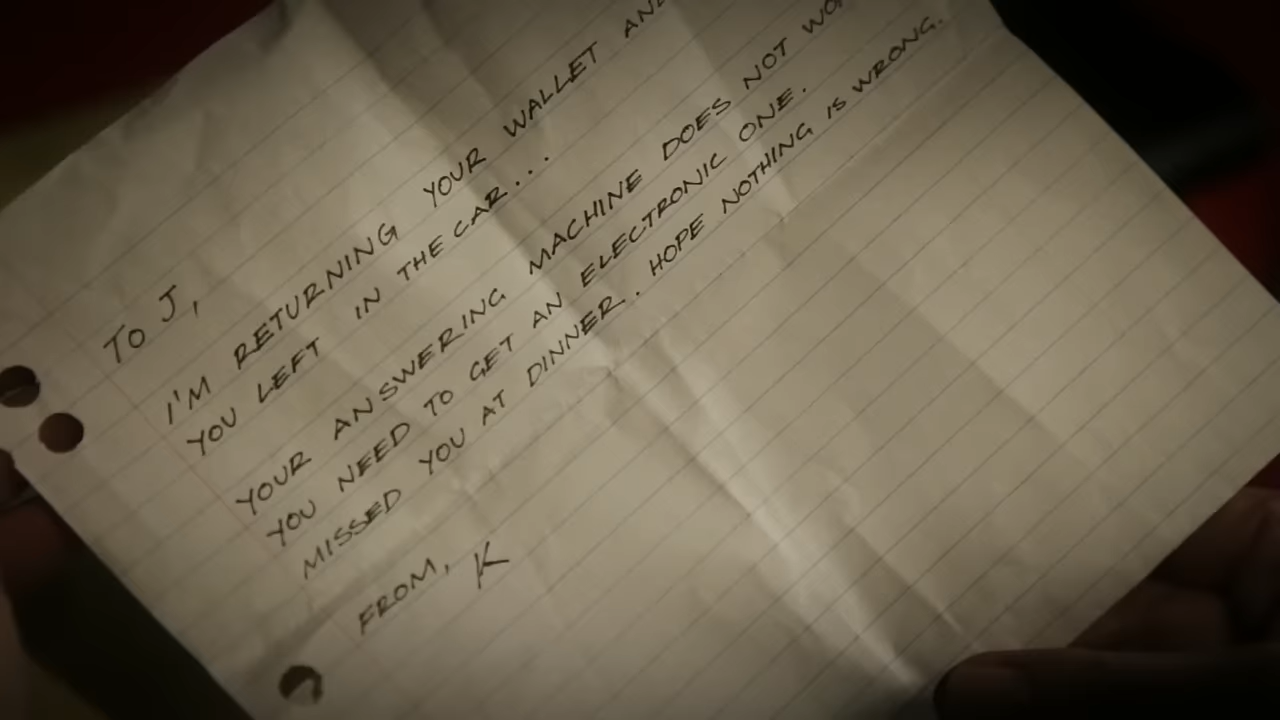 TO J,
I'M RETURNING YOUR WALLET AND
YOU LEFT IN THE CAR...
YOUR ANSWERING MACHINE DOES NOT
YOU NEED TO GET AN ELECTRONIC ONE.
MISSED YOU AT DINNER. HOPE NOTHING IS WRONG.
FROM, K